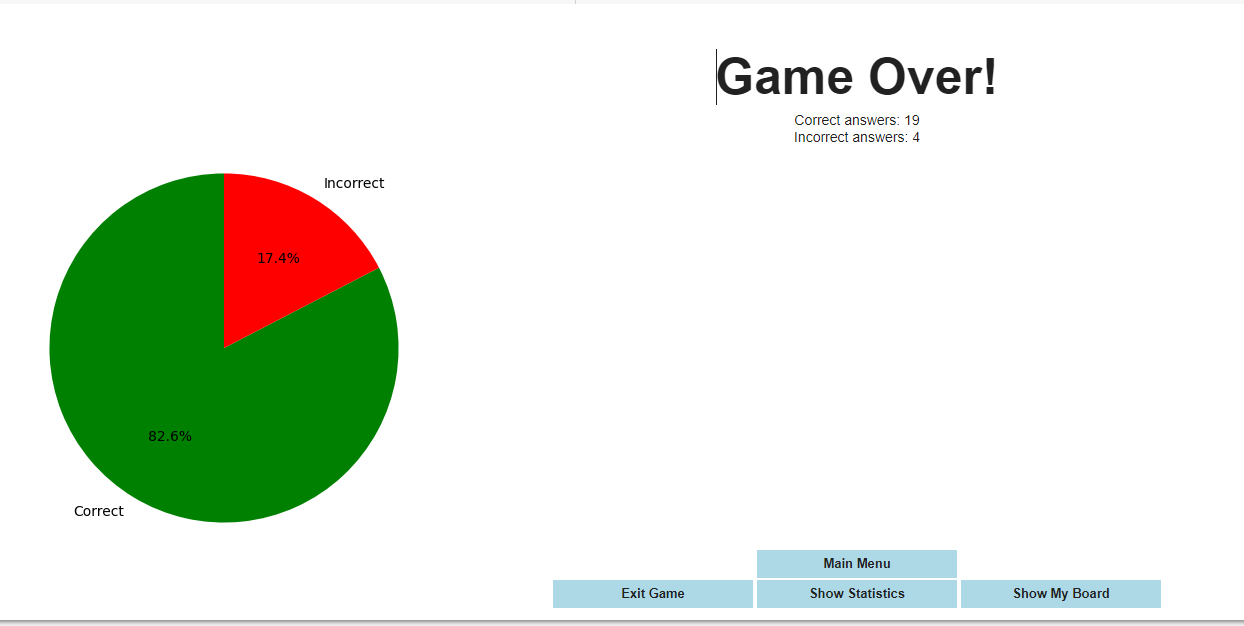 Game Over!
Correct answers: 19
Incorrect answers: 4
Incorrect
17.4%
82.6%
Correct
Main Menu
Exit Game
Show Statistics
Show My Board